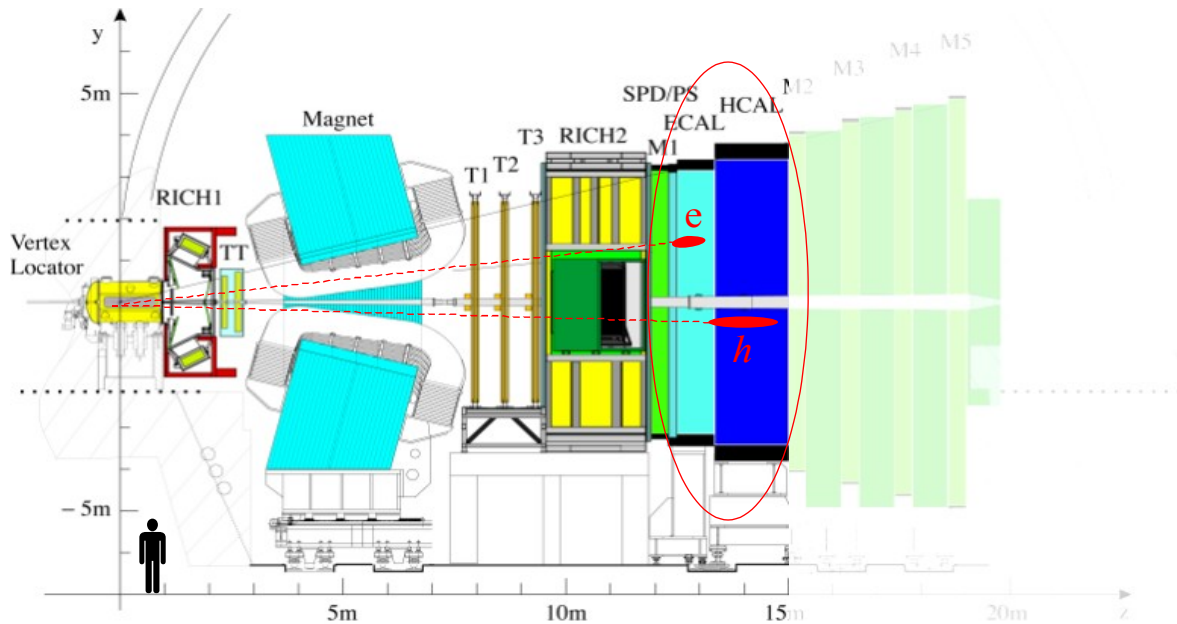 y
5m
Magnet
RICH1
Vertex
Locator
TT
T1
T2
T3
RICH2
SPD/PS
ECAL
HCAL
M1
M2
M3
M4
M5
e
h
− 5m
5m
10m
15m
20m
z